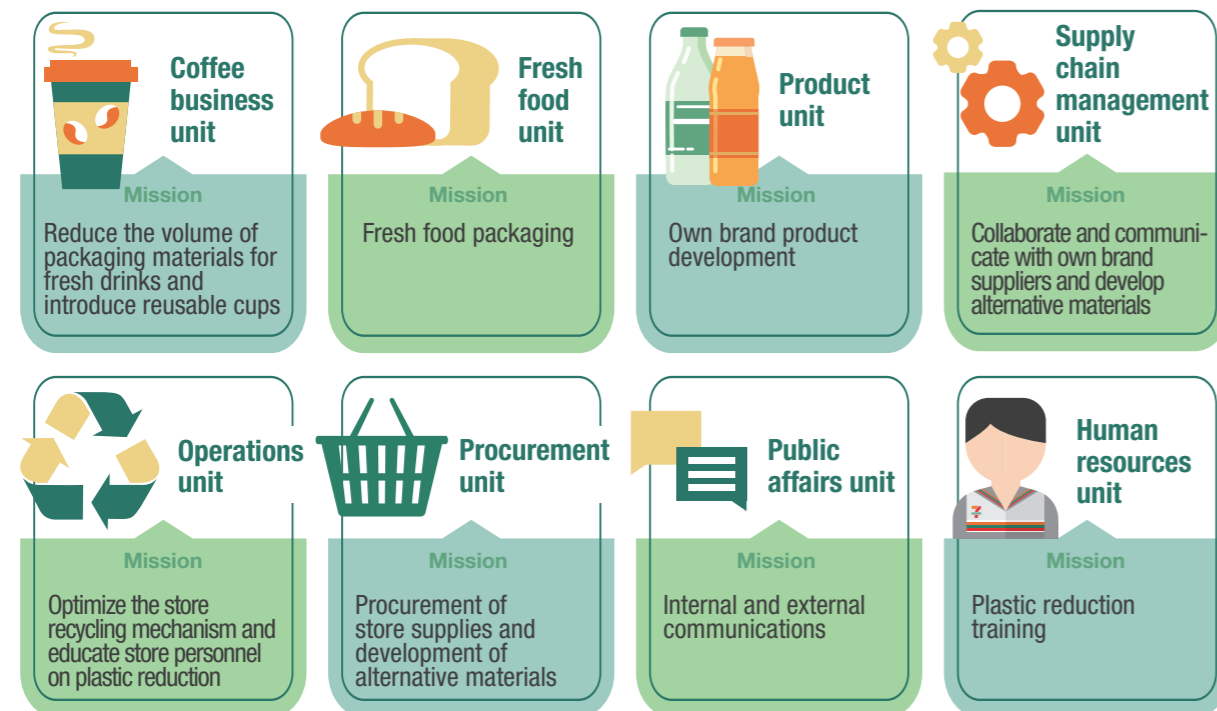 Coffee
business
unit
Mission
Reduce the volume of
packaging materials for
fresh drinks and
introduce reusable cups
Fresh
food
unit
Mission
Fresh food packaging
Product
unit
Mission
Own brand product
development
Supply
chain
management
unit
Mission
Collaborate and communi-
cate with own brand
suppliers and develop
alternative materials
Operations
unit
Mission
Optimize the store
recycling mechanism and
educate store personnel
on plastic reduction
Procurement
unit
Mission
Procurement of
store supplies and
development of
alternative materials
Public
affairs unit
Mission
Internal and external
communications
Human
resources
unit
7
Mission
Plastic reduction
training